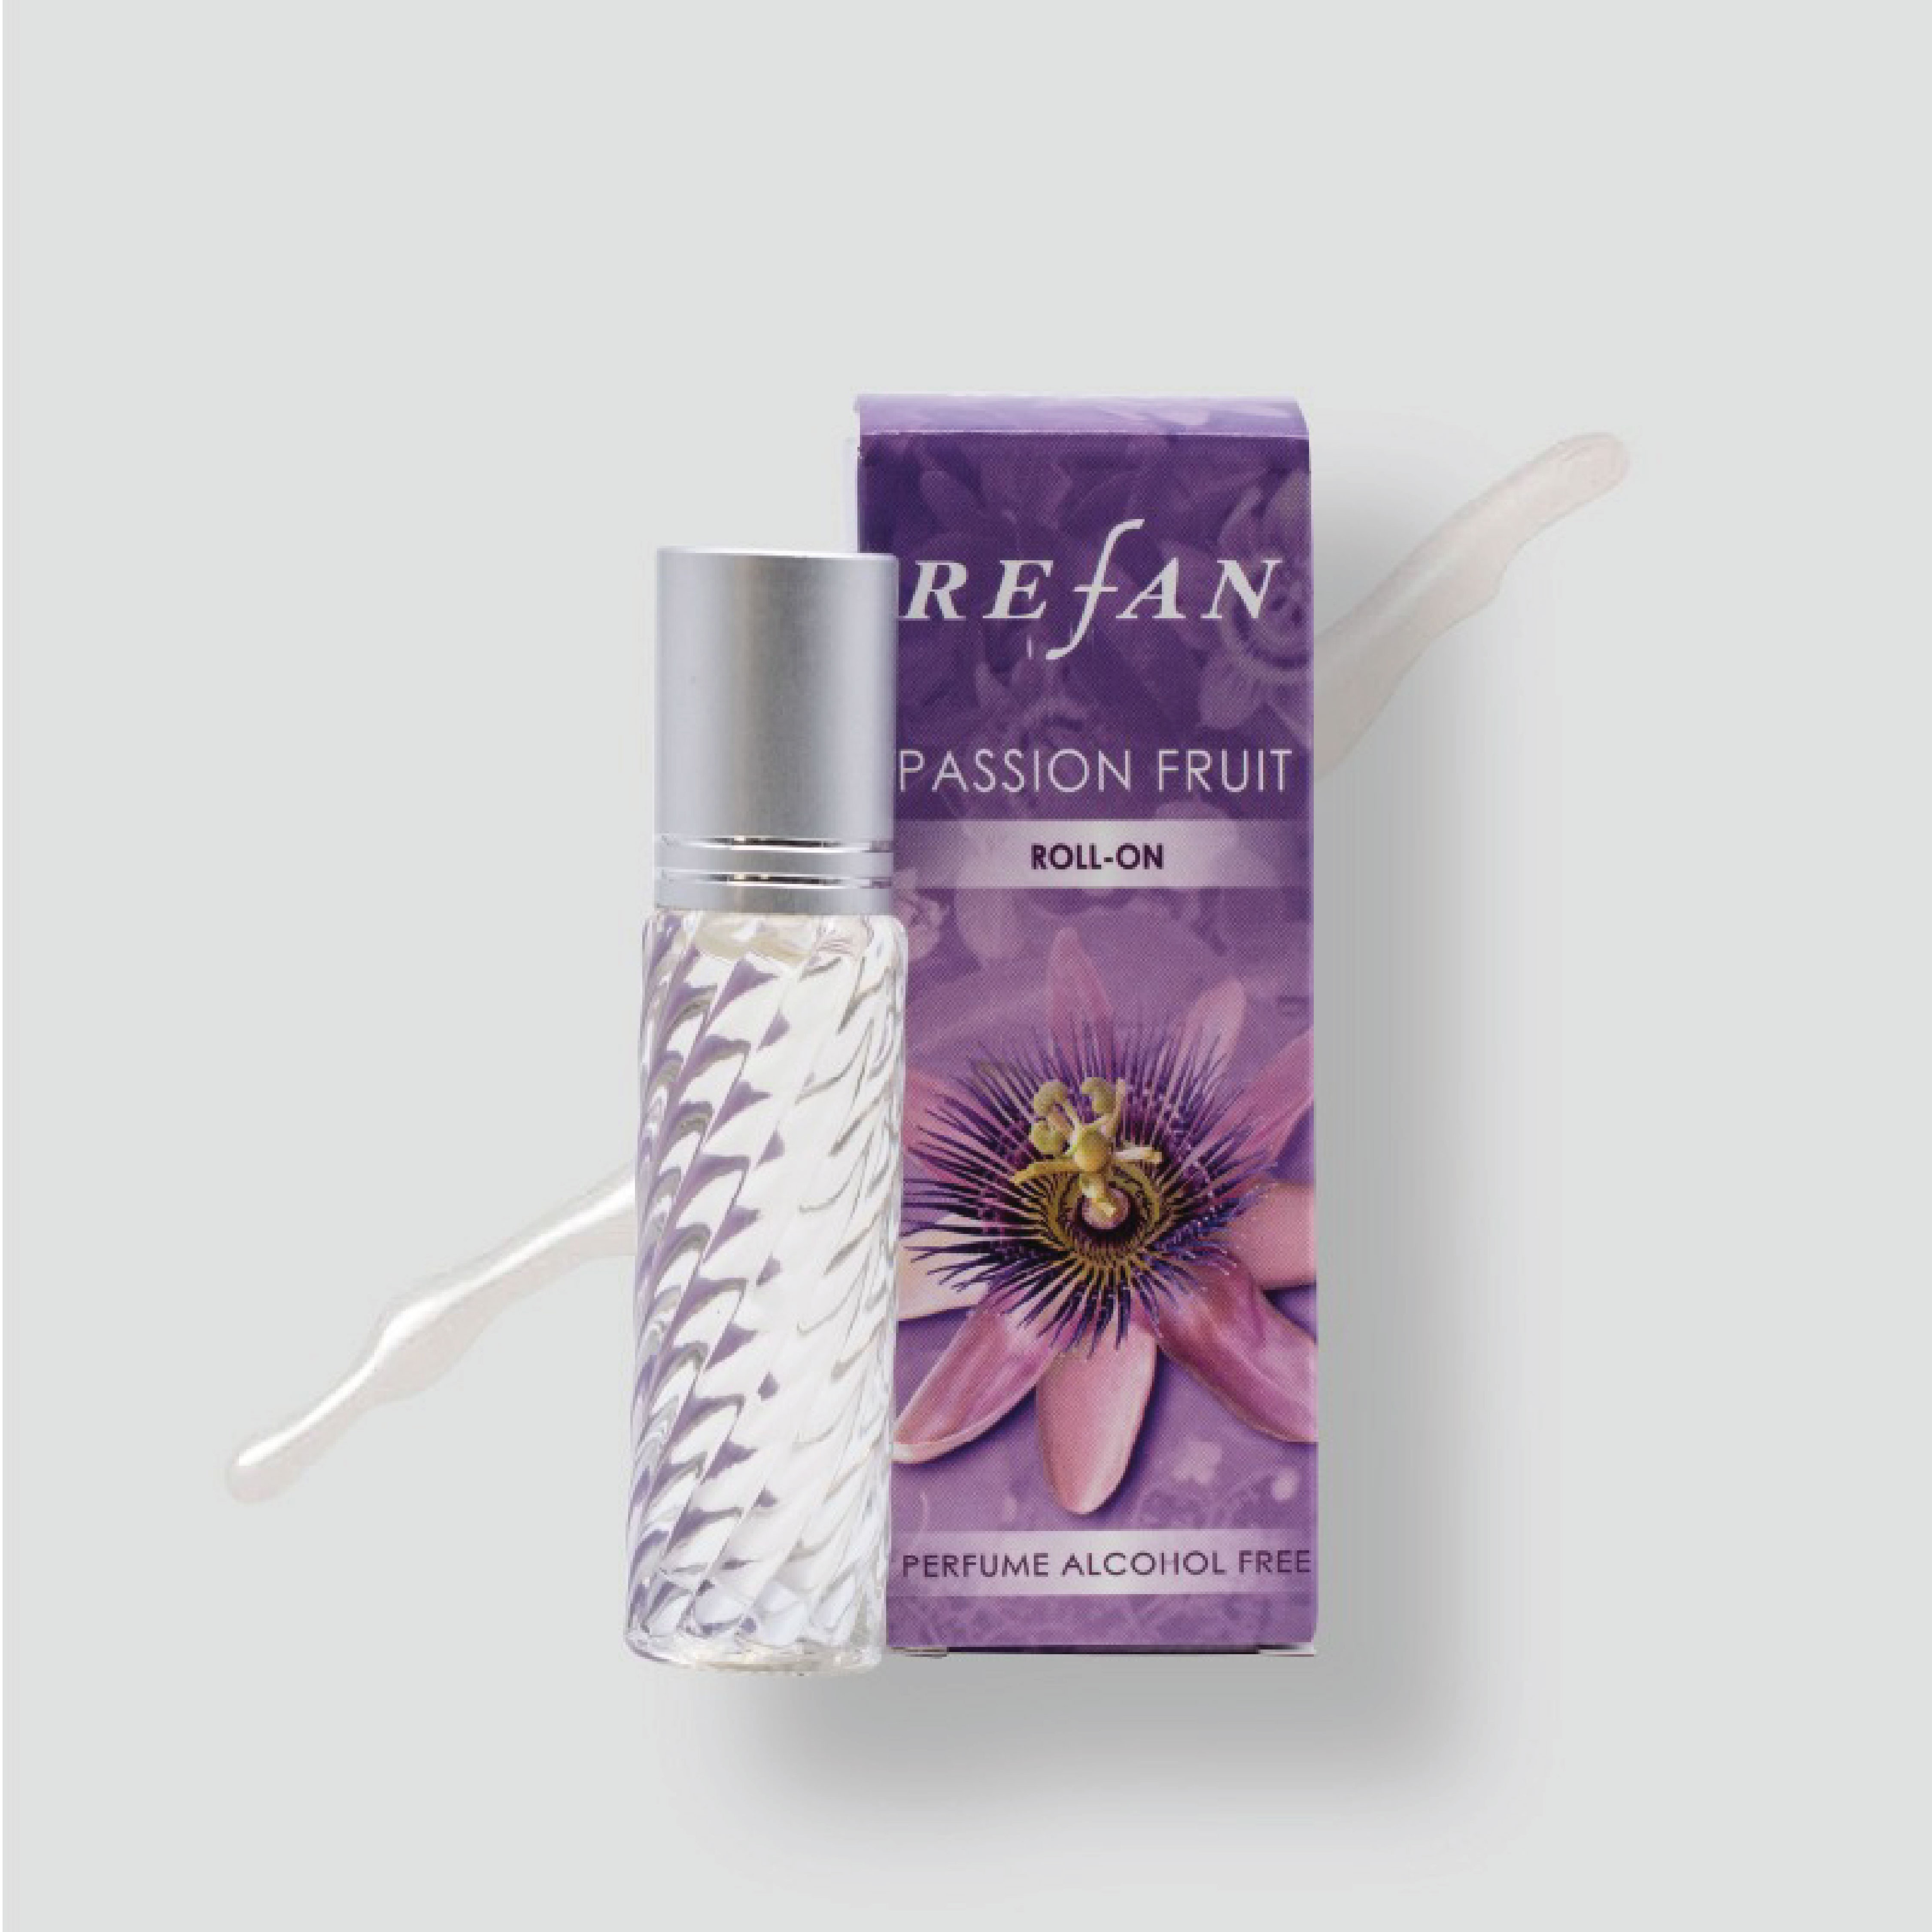 REfAN
PASSION FRUIT
ROLL-ON
PERFUME ALCOHOL FREE